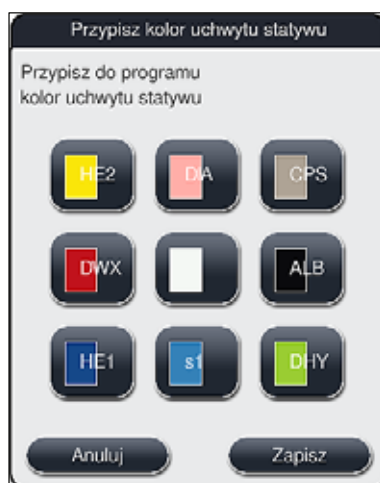 Przypisz kolor uchwytu statywu
Przypisz do programu
kolor uchwytu statywu
HE2 DIA CPS
DWX ALB
HE1 s1 DHY
Anuluj Zapisz